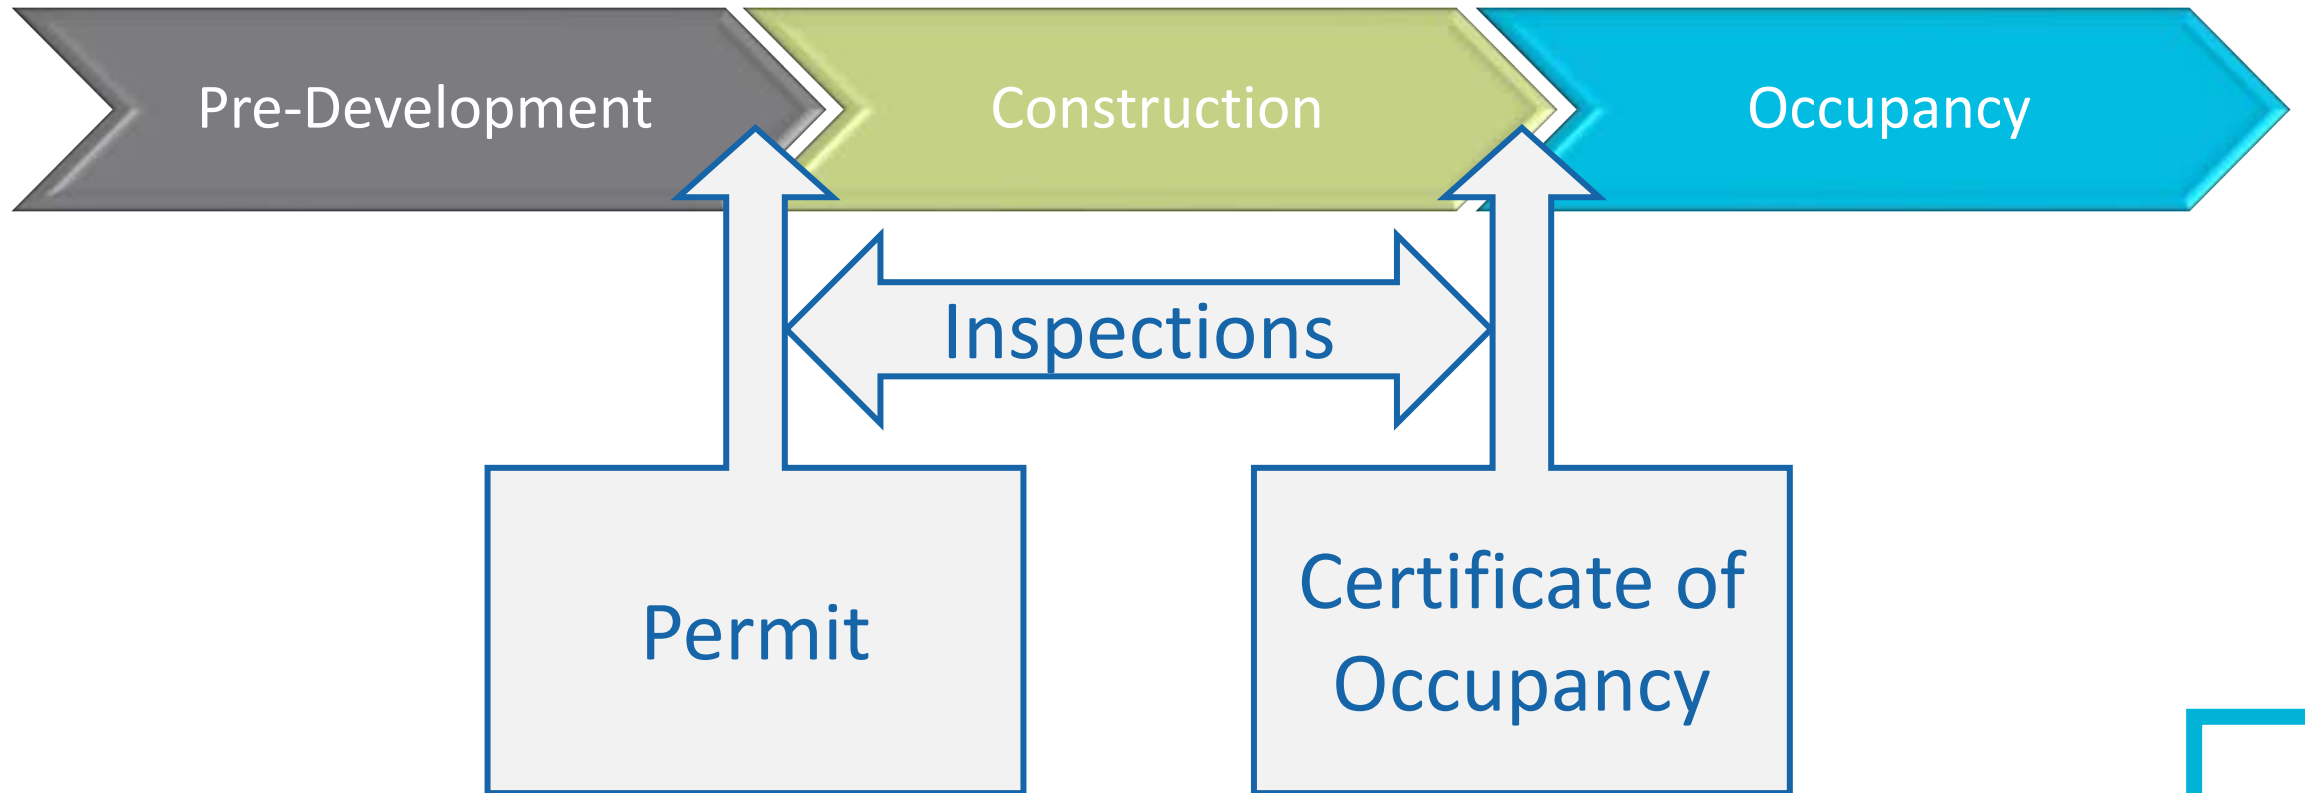 Pre-Development
Construction
Occupancy
Inspections
Permit
Certificate of
Occupancy